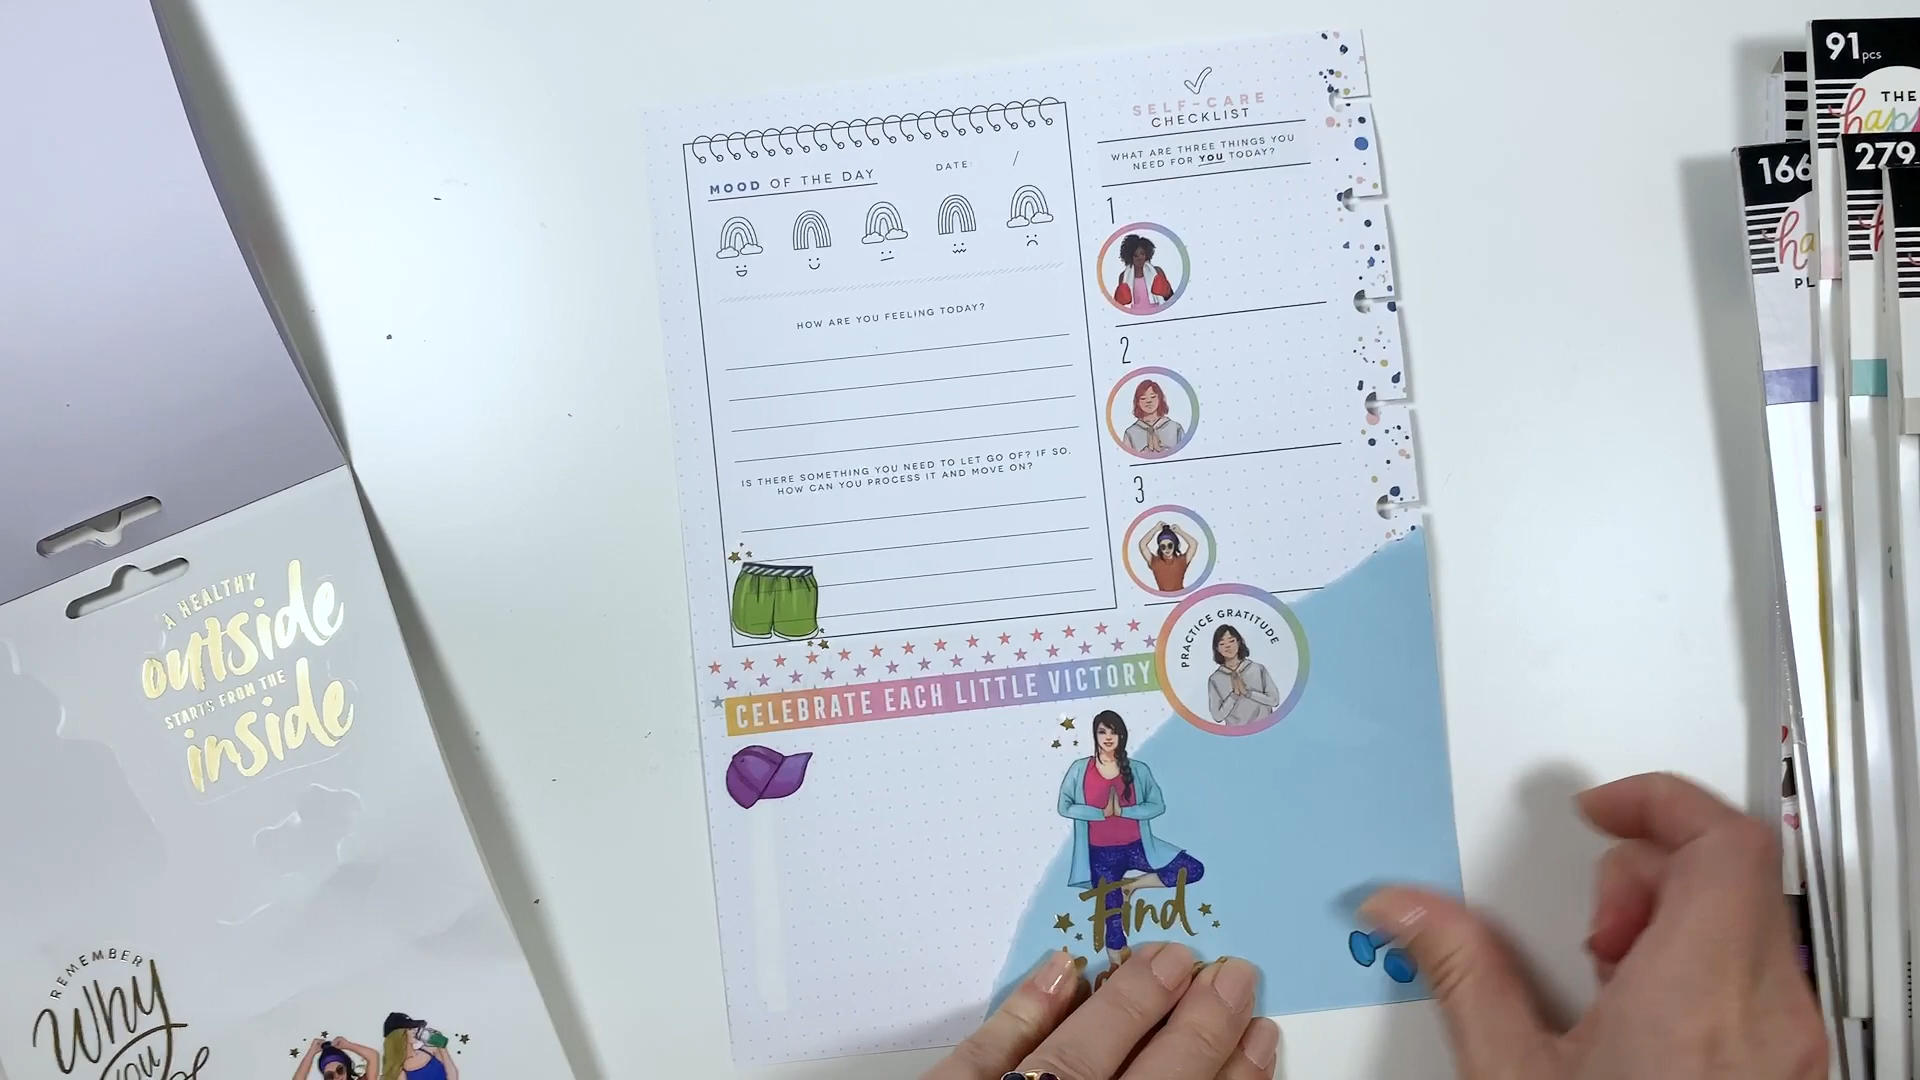 A HEALTHY
outside
STARTS FROM THE
inside
REMEMBER
Why
you
MOOD OF THE DAY
DATE: /
HOW ARE YOU FEELING TODAY?
IS THERE SOMETHING YOU NEED TO LET GO OF? IF SO,
HOW CAN YOU PROCESS IT AND MOVE ON?
SELF-CARE
CHECKLIST
WHAT ARE THREE THINGS YOU
NEED FOR YOU TODAY?
1
2
3
PRACTICE GRATITUDE
CELEBRATE EACH LITTLE VICTORY
Find
91 pcs
THE
166
279
PL